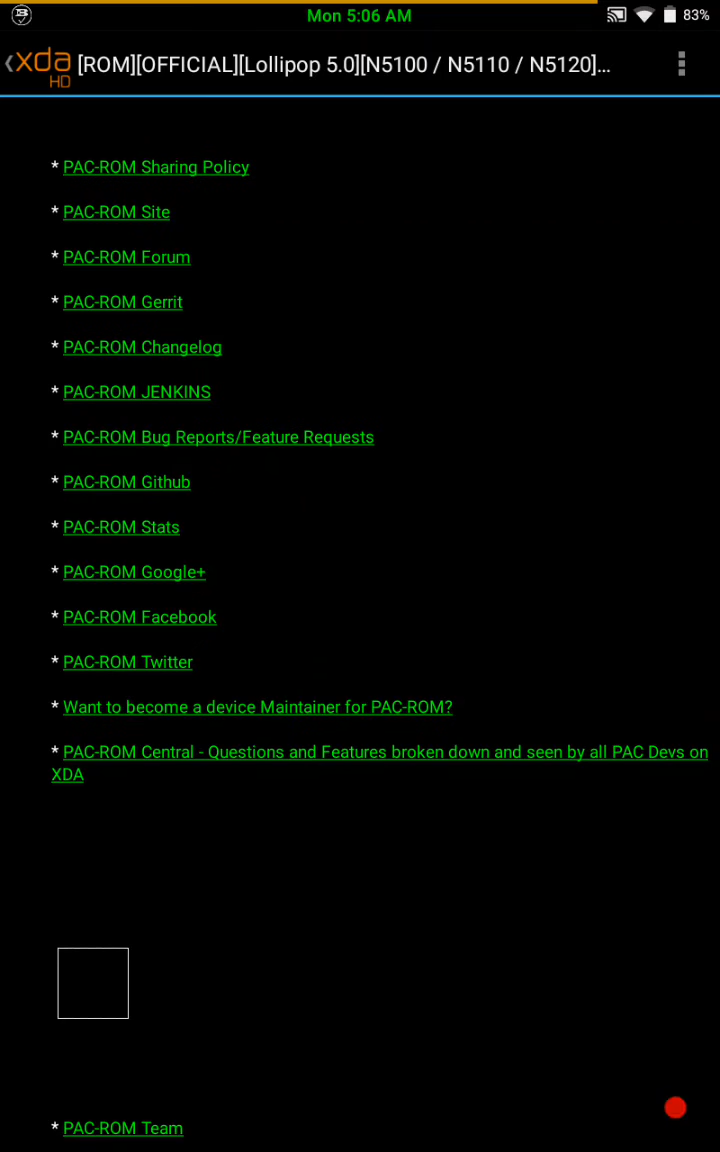 Mon 5:06 AM
83%
xda
HD
[ROM][OFFICIAL][Lollipop 5.0][N5100 / N5110 / N5120]...
* PAC-ROM Sharing Policy
* PAC-ROM Site
* PAC-ROM Forum
* PAC-ROM Gerrit
* PAC-ROM Changelog
* PAC-ROM JENKINS
* PAC-ROM Bug Reports/Feature Requests
* PAC-ROM Github
* PAC-ROM Stats
* PAC-ROM Google+
* PAC-ROM Facebook
* PAC-ROM Twitter
* Want to become a device Maintainer for PAC-ROM?
* PAC-ROM Central - Questions and Features broken down and seen by all PAC Devs on
XDA
* PAC-ROM Team